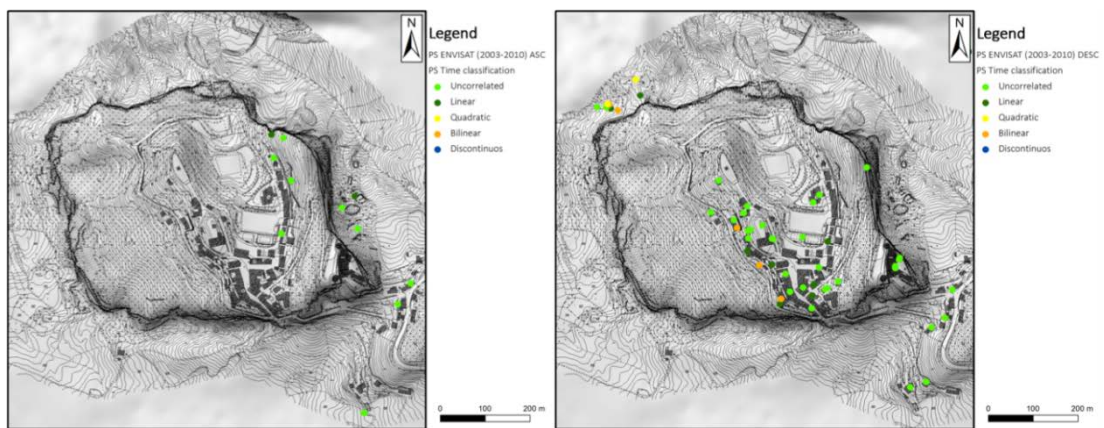 N
Legend
PS ENVISAT (2003-2010) ASC
PS Time classification
Uncorrelated
Linear
Quadratic
Bilinear
Discontinuos
0 100 200 m
N
Legend
PS ENVISAT (2003-2010) DESC
PS Time classification
Uncorrelated
Linear
Quadratic
Bilinear
Discontinuos
0 100 200 m